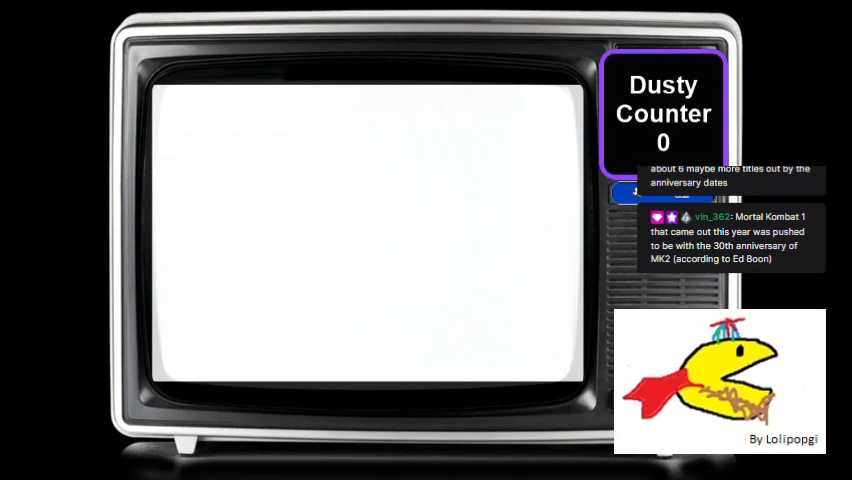 Dusty
Counter
0
about 6 maybe more titles out by the
anniversary dates
vin_362: Mortal Kombat 1
that came out this year was pushed
to be with the 30th anniversary of
MK2 (according to Ed Boon)
By Lolipopgi